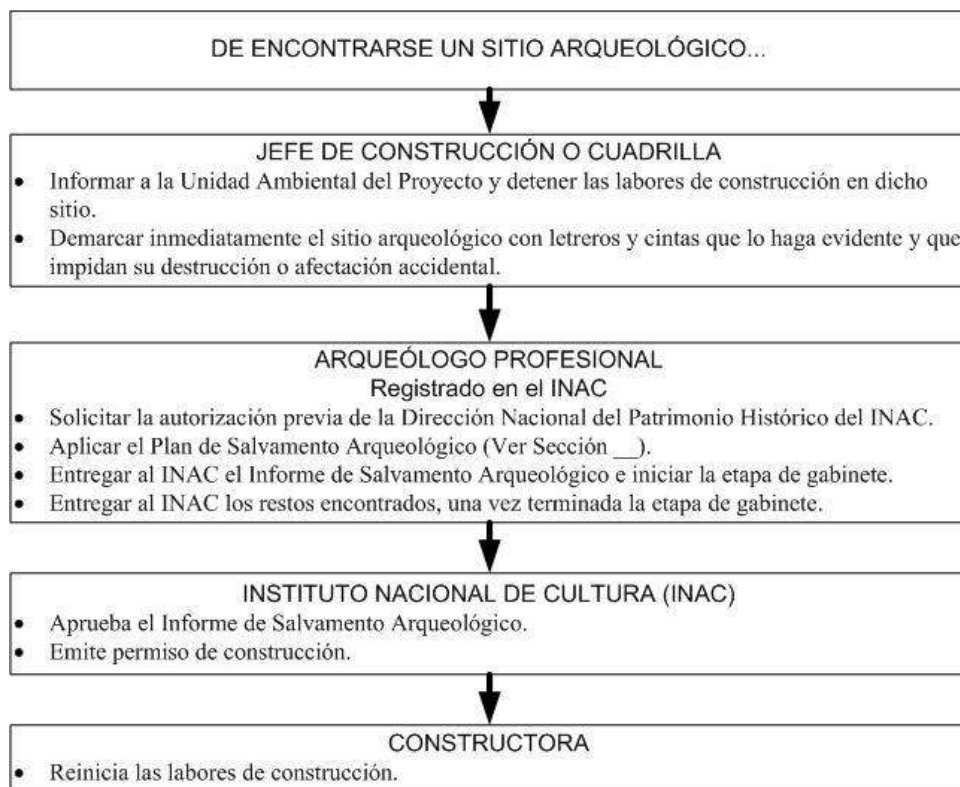 DE ENCONTRARSE UN SITIO ARQUEOLÓGICO...
JEFE DE CONSTRUCCIÓN O CUADRILLA
• Informar a la Unidad Ambiental del Proyecto y detener las labores de construcción en dicho
sitio.
• Demarcar inmediatamente el sitio arqueológico con letreros y cintas que lo haga evidente y que
impidan su destrucción o afectación accidental.
ARQUEÓLOGO PROFESIONAL
Registrado en el INAC
• Solicitar la autorización previa de la Dirección Nacional del Patrimonio Histórico del INAC.
• Aplicar el Plan de Salvamento Arqueológico (Ver Sección __).
• Entregar al INAC el Informe de Salvamento Arqueológico e iniciar la etapa de gabinete.
• Entregar al INAC los restos encontrados, una vez terminada la etapa de gabinete.
INSTITUTO NACIONAL DE CULTURA (INAC)
• Aprueba el Informe de Salvamento Arqueológico.
• Emite permiso de construcción.
CONSTRUCTORA
• Reinicia las labores de construcción.